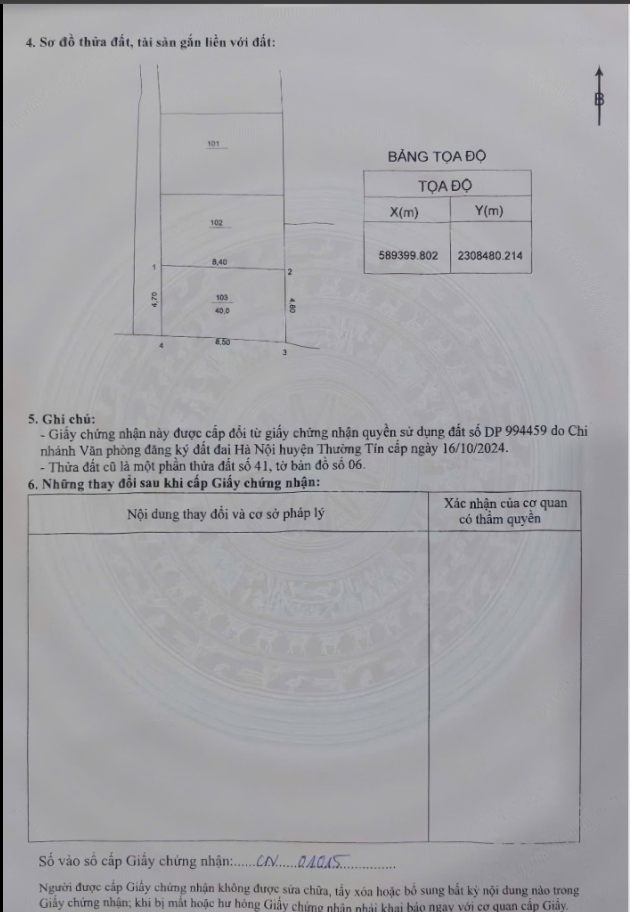 4. Sơ đồ thửa đất, tài sản gắn liền với đất:
B
101
BẢNG TỌA ĐỘ
TỌA ĐỘ
X(m) Y(m)
102
589399.802 2308480.214
8,40
1
2
4,70
103
40,0
4,80
8,50
4
3
5. Ghi chú:
- Giấy chứng nhận này được cấp đổi từ giấy chứng nhận quyền sử dụng đất số DP 994459 do Chi
nhánh Văn phòng đăng ký đất đai Hà Nội huyện Thường Tín cấp ngày 16/10/2024.
- Thửa đất cũ là một phần thửa đất số 41, tờ bản đồ số 06.
6. Những thay đổi sau khi cấp Giấy chứng nhận:
Nội dung thay đổi và cơ sở pháp lý
Xác nhận của cơ quan
có thẩm quyền
Số vào sổ cấp Giấy chứng nhận:......CN.....01015..............
Người được cấp Giấy chứng nhận không được sửa chữa, tẩy xóa hoặc bổ sung bất kỳ nội dung nào trong
Giấy chứng nhận; khi bị mất hoặc hư hỏng Giấy chứng nhận phải khai báo ngay với cơ quan cấp Giấy.